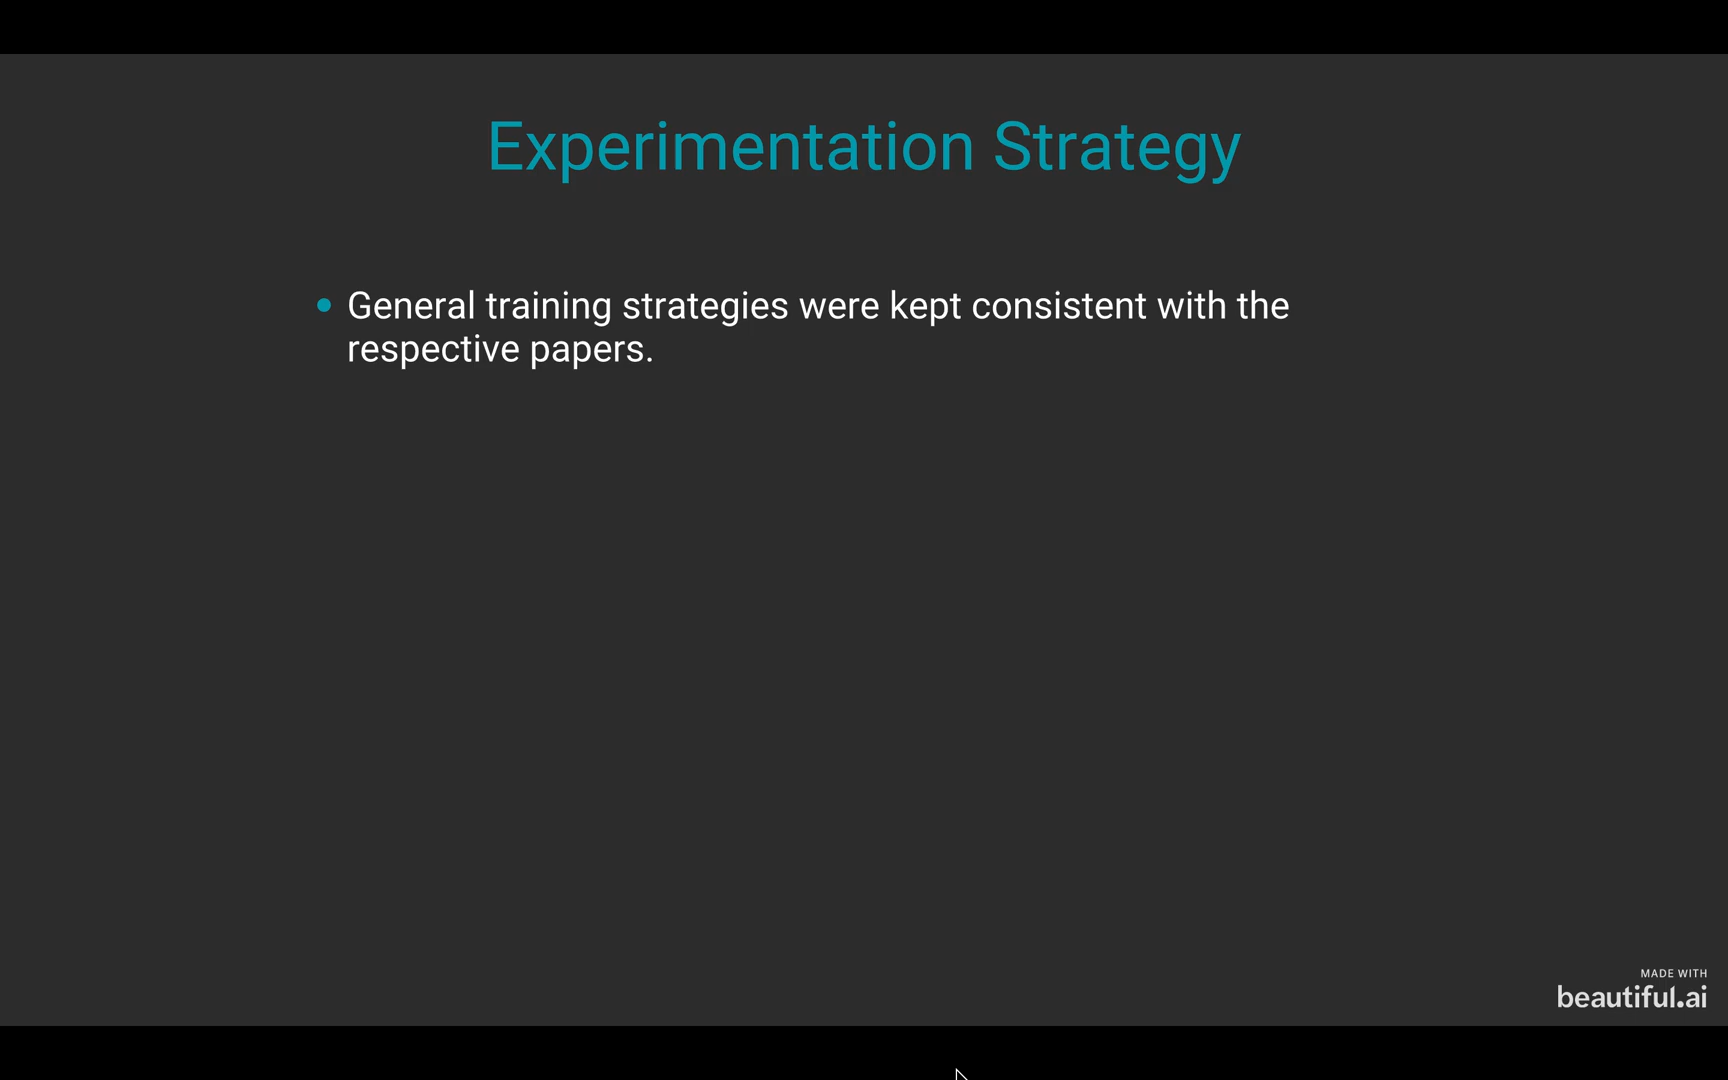 Experimentation Strategy
• General training strategies were kept consistent with the
respective papers.
MADE WITH
beautiful.ai